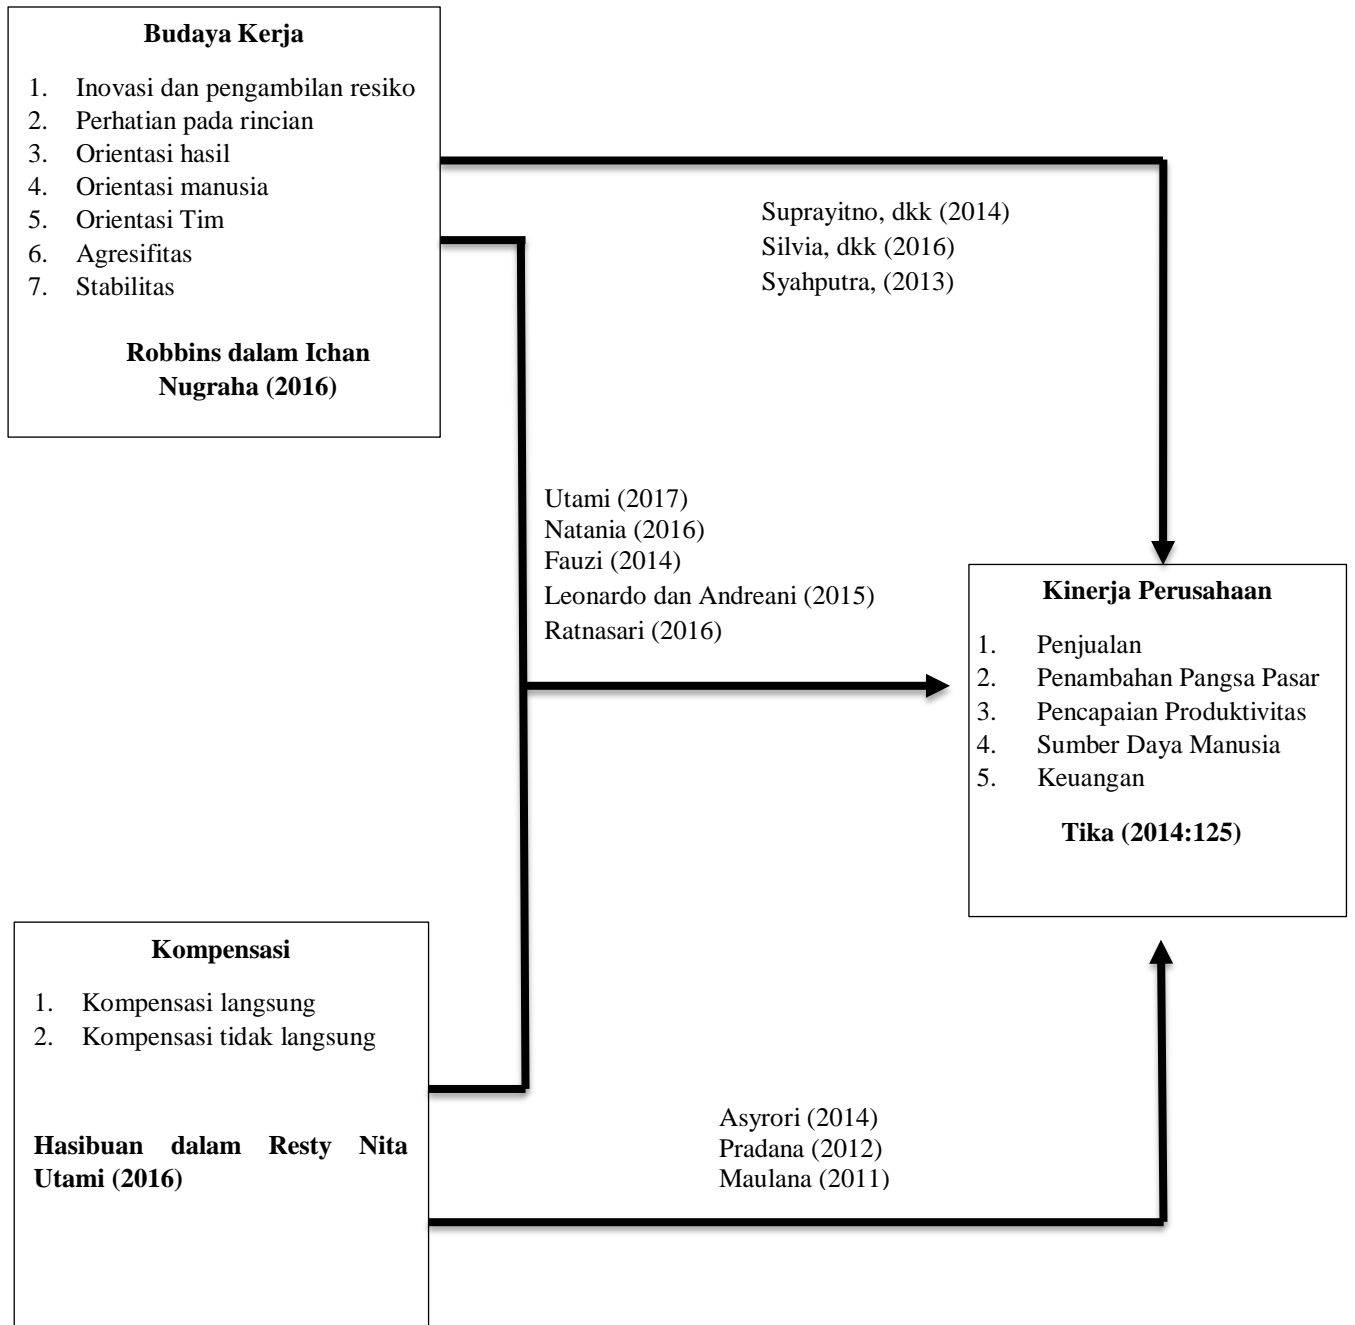 Budaya Kerja
1. Inovasi dan pengambilan resiko
2. Perhatian pada rincian
3. Orientasi hasil
4. Orientasi manusia
5. Orientasi Tim
6. Agresifitas
7. Stabilitas
Robbins dalam Ichan
Nugraha (2016)
Suprayitno, dkk (2014)
Silvia, dkk (2016)
Syahputra, (2013)
Utami (2017)
Natania (2016)
Fauzi (2014)
Leonardo dan Andreani (2015)
Ratnasari (2016)
Kinerja Perusahaan
1. Penjualan
2. Penambahan Pangsa Pasar
3. Pencapaian Produktivitas
4. Sumber Daya Manusia
5. Keuangan
Tika (2014:125)
Kompensasi
1. Kompensasi langsung
2. Kompensasi tidak langsung
Hasibuan dalam Resty Nita
Utami (2016)
Asyrori (2014)
Pradana (2012)
Maulana (2011)